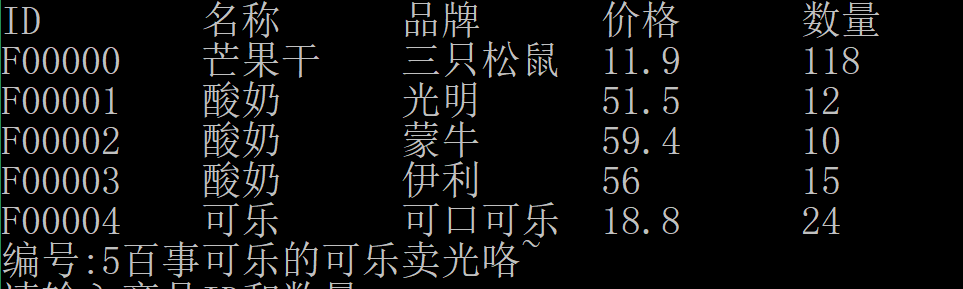 ID 名称 品牌 价格 数量
F00000 芒果干 三只松鼠 11.9 118
F00001 酸奶 光明 51.5 12
F00002 酸奶 蒙牛 59.4 10
F00003 酸奶 伊利 56 15
F00004 可乐 可口可乐 18.8 24
编号:5百事可乐的可乐卖光咯~